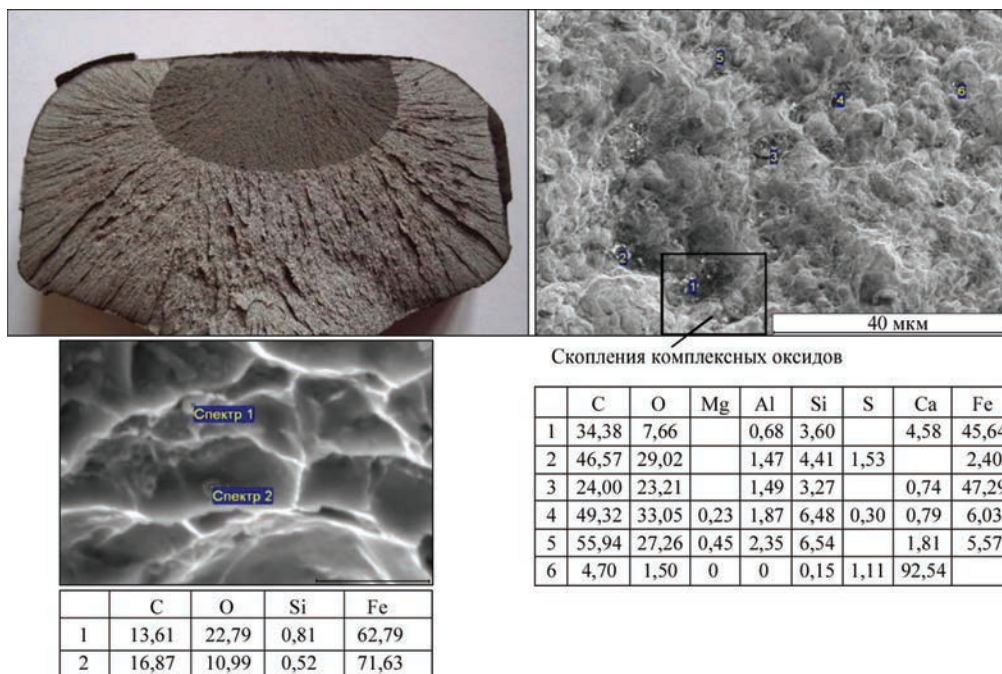 5
6
4
3
2
1
40 мкм
Скопления комплексных оксидов
Спектр 1
Спектр 2
C O Mg Al Si S Ca Fe
1 34,38 7,66 0,68 3,60 4,58 45,64
2 46,57 29,02 1,47 4,41 1,53 2,40
3 24,00 23,21 1,49 3,27 0,74 47,29
4 49,32 33,05 0,23 1,87 6,48 0,30 0,79 6,03
5 55,94 27,26 0,45 2,35 6,54 1,81 5,57
6 4,70 1,50 0 0 0,15 1,11 92,54
C O Si Fe
1 13,61 22,79 0,81 62,79
2 16,87 10,99 0,52 71,63